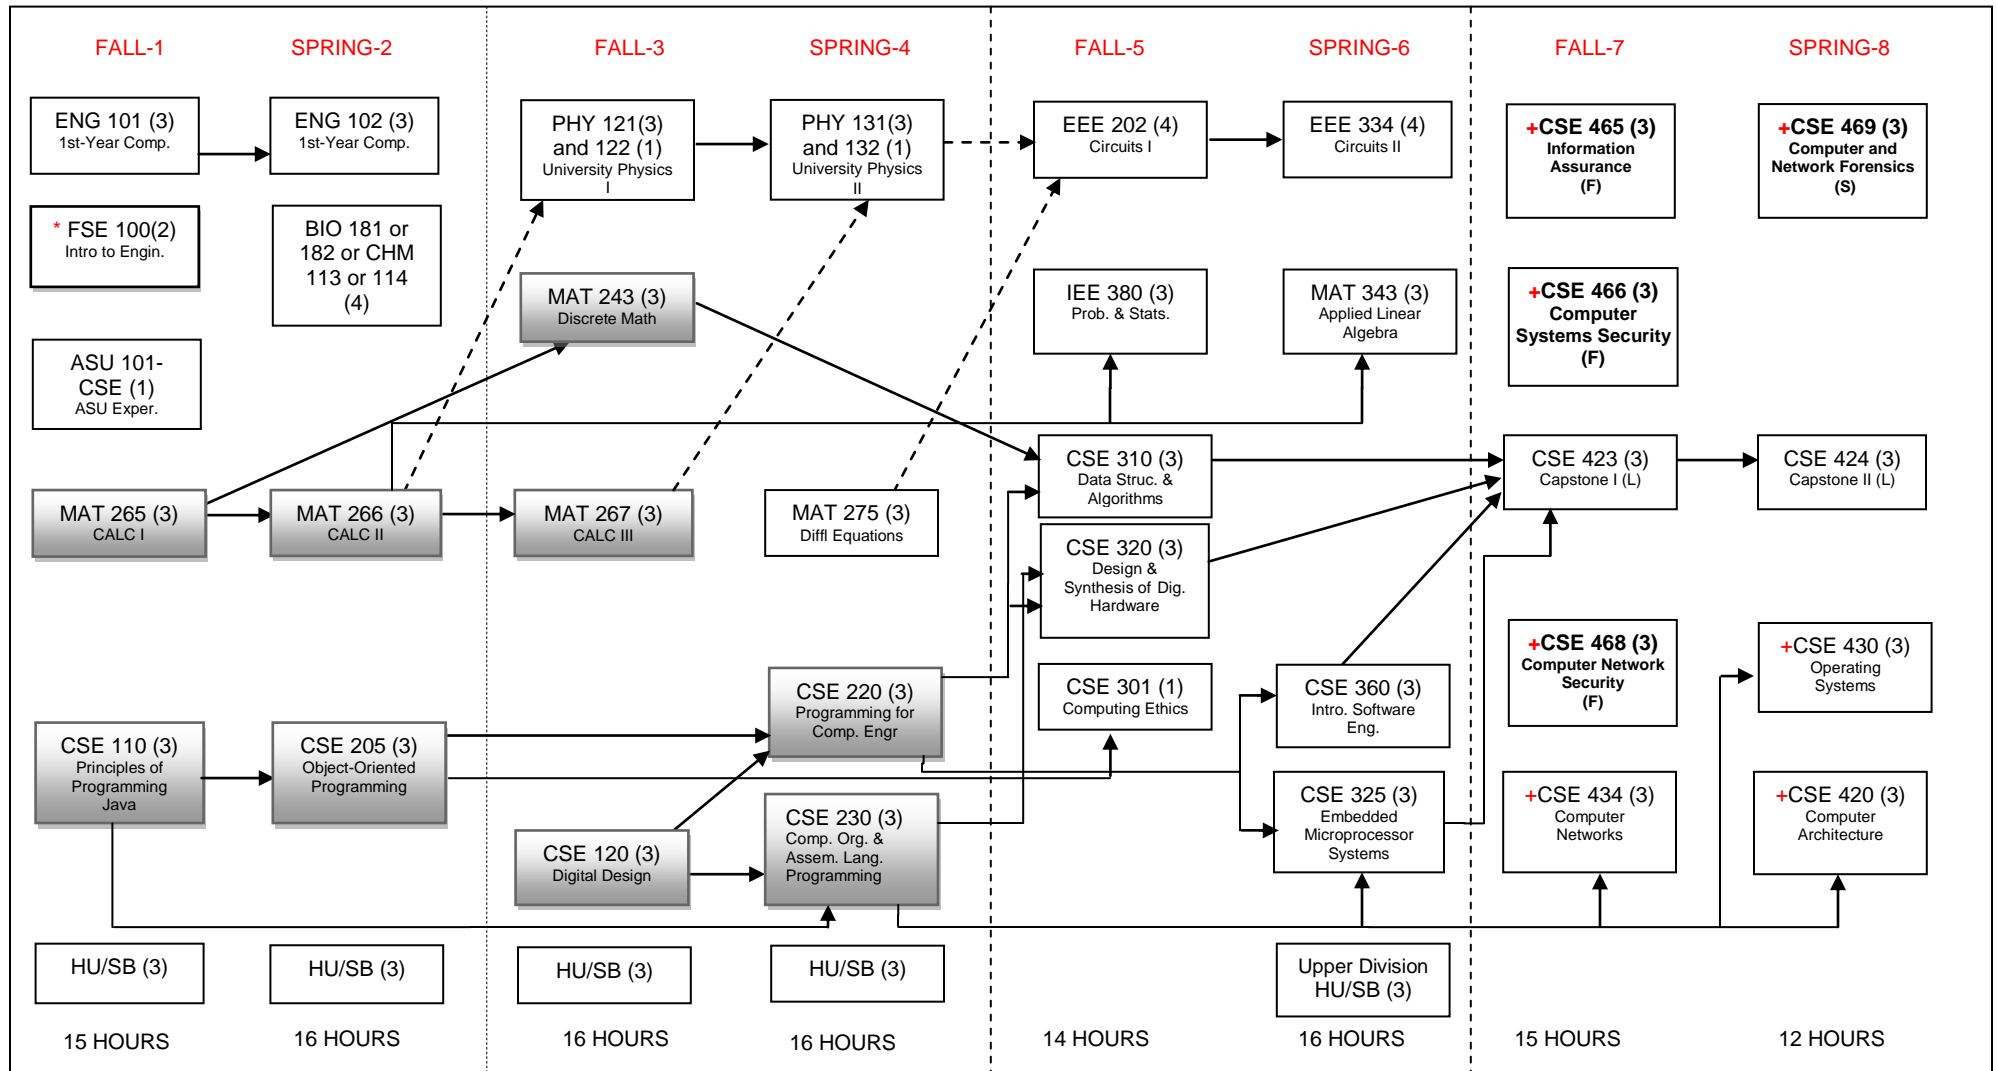 FALL-1
SPRING-2
FALL-3
SPRING-4
FALL-5
SPRING-6
FALL-7
SPRING-8
ENG 101 (3)
1st-Year Comp.
ENG 102 (3)
1st-Year Comp.
PHY 121(3)
and 122 (1)
University Physics
I
PHY 131(3)
and 132 (1)
University Physics
II
EEE 202 (4)
Circuits I
EEE 334 (4)
Circuits II
+CSE 465 (3)
Information
Assurance
(F)
+CSE 469 (3)
Computer and
Network Forensics
(S)
* FSE 100(2)
Intro to Engin.
BIO 181 or
182 or CHM
113 or 114
(4)
MAT 243 (3)
Discrete Math
IEE 380 (3)
Prob. & Stats.
MAT 343 (3)
Applied Linear
Algebra
+CSE 466 (3)
Computer
Systems Security
(F)
ASU 101-
CSE (1)
ASU Exper.
MAT 265 (3)
CALC I
MAT 266 (3)
CALC II
MAT 267 (3)
CALC III
MAT 275 (3)
Diffl Equations
CSE 310 (3)
Data Struc. &
Algorithms
CSE 423 (3)
Capstone I (L)
CSE 424 (3)
Capstone II (L)
CSE 320 (3)
Design &
Synthesis of Dig.
Hardware
CSE 110 (3)
Principles of
Programming
Java
CSE 205 (3)
Object-Oriented
Programming
CSE 220 (3)
Programming for
Comp. Engr
CSE 301 (1)
Computing Ethics
CSE 360 (3)
Intro. Software
Eng.
+CSE 468 (3)
Computer Network
Security
(F)
+CSE 430 (3)
Operating
Systems
CSE 120 (3)
Digital Design
CSE 230 (3)
Comp. Org. &
Assem. Lang.
Programming
CSE 325 (3)
Embedded
Microprocessor
Systems
+CSE 434 (3)
Computer
Networks
+CSE 420 (3)
Computer
Architecture
HU/SB (3)
HU/SB (3)
HU/SB (3)
HU/SB (3)
Upper Division
HU/SB (3)
15 HOURS
16 HOURS
16 HOURS
16 HOURS
14 HOURS
16 HOURS
15 HOURS
12 HOURS